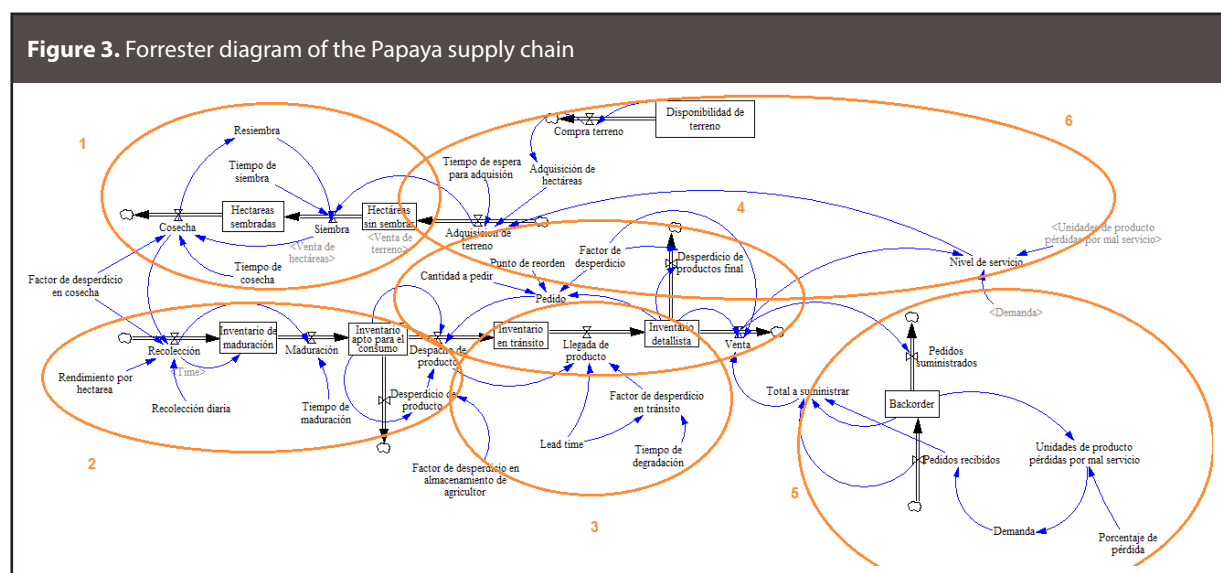 Figure 3. Forrester diagram of the Papaya supply chain
1
Resiembra
Tiempo de
siembra
Hectareas
sembradas
Cosecha
Siembra
Hectáreas
sin sembrar
<Venta de
hectáreas>
<Venta de
terreno>
Tiempo de
cosecha
Factor de desperdicio
en cosecha
6
Disponibilidad de
terreno
Compra terreno
Tiempo de espera
para adquisión
Adquisición de
hectáreas
Adquisición de
terreno
<Unidades de producto
pérdidas por mal servicio>
Nivel de servicio
<Demanda>
4
Factor de
desperdicio
Desperdicio de
productos final
Punto de reorden
Cantidad a pedir
Pedido
Inventario de
maduración
Inventario
apto para el
consumo
Recolección
<Time>
Maduración
Despacho de
producto
Inventario
en tránsito
Llegada de
producto
Inventario
detallista
Venta
Rendimiento por
hectarea
Recolección diaria
Tiempo de
maduración
Desperdicio de
producto
2
Factor de desperdicio en
almacenamiento de
agricultor
Factor de desperdicio
en tránsito
Lead time
Tiempo de
degradación
3
Pedidos
suministrados
Total a suministrar
Backorder
Pedidos recibidos
Unidades de producto
pérdidas por mal servicio
5
Demanda
Porcentaje de
pérdida